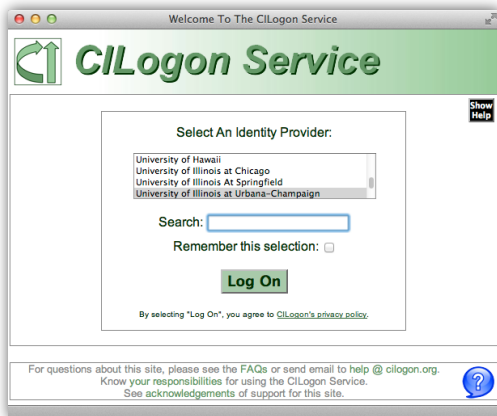 Welcome To The CILogon Service
CILogon Service
Show
Help
Select An Identity Provider:
University of Hawaii
University of Illinois at Chicago
University of Illinois At Springfield
University of Illinois at Urbana-Champaign
Search:
Remember this selection:
Log On
By selecting "Log On", you agree to CILogon's privacy policy.
For questions about this site, please see the FAQs or send email to help @ cilogon.org.
Know your responsibilities for using the CILogon Service.
See acknowledgements of support for this site.
?